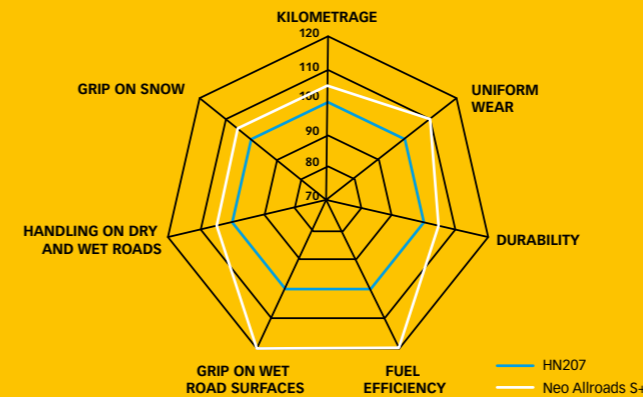 KILOMETRAGE
120
110
100
90
80
70
UNIFORM
WEAR
DURABILITY
FUEL
EFFICIENCY
GRIP ON WET
ROAD SURFACES
HANDLING ON DRY
AND WET ROADS
GRIP ON SNOW
HN207
Neo Allroads S+